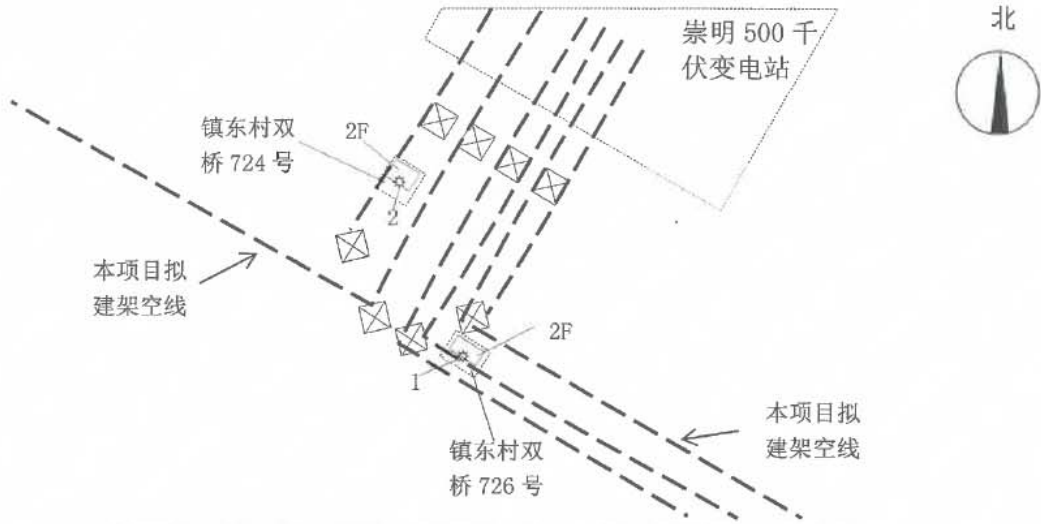 崇明 500 千
伏变电站
北
镇东村双
桥 724 号
2F
2
本项目拟
建架空线
2F
1
镇东村双
桥 726 号
本项目拟
建架空线